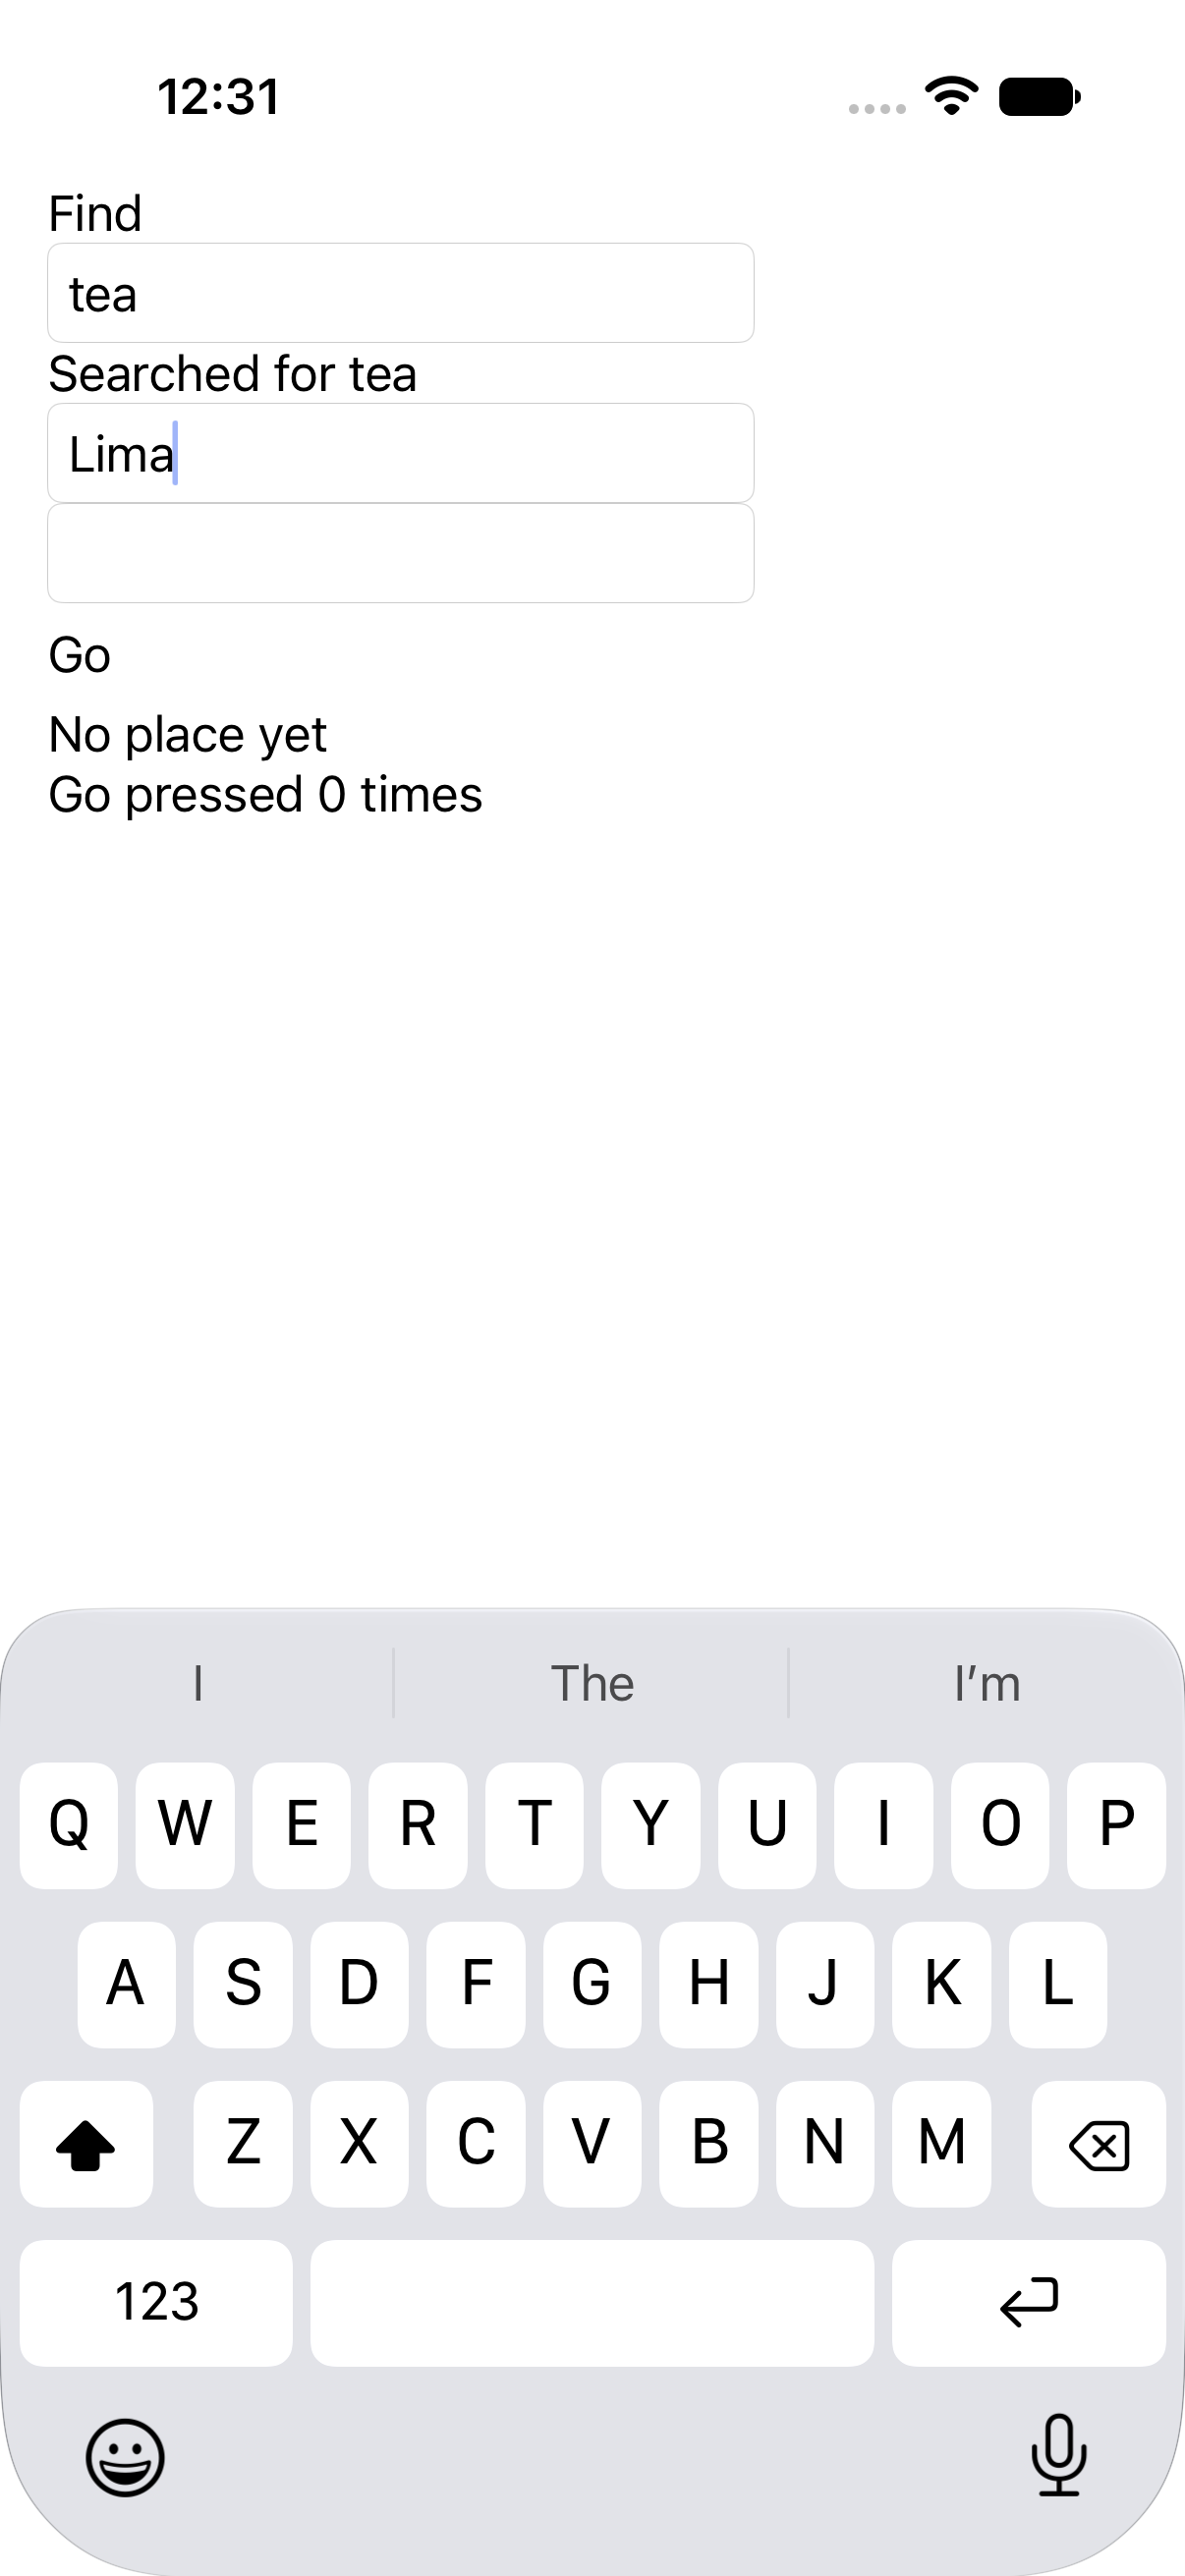 12:31
Find
tea
Searched for tea
Lima
Go
No place yet
Go pressed 0 times
I The I’m
Q W E R T Y U I O P
A S D F G H J K L
Z X C V B N M
123